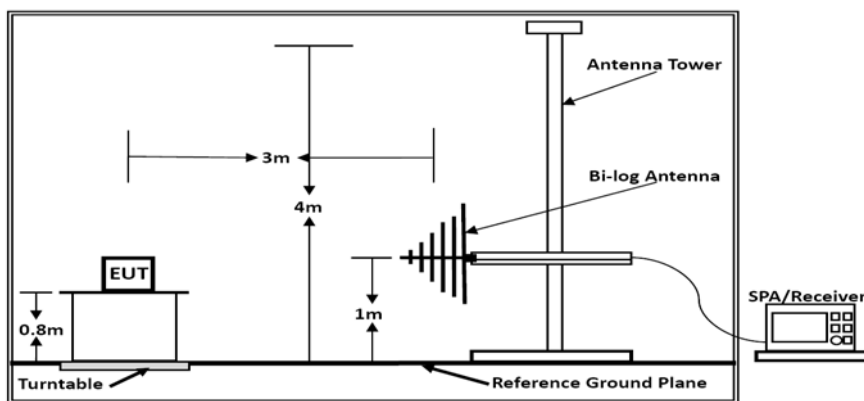 Antenna Tower
3m
Bi-log Antenna
4m
EUT
SPA/Receiver
0.8m
1m
Turntable
Reference Ground Plane